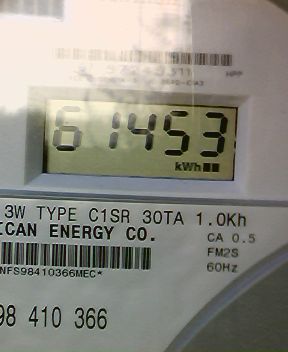 HPP
61453
kWh
3W TYPE C1SR 30TA 1.0Kh
ICAN ENERGY CO.
CA 0.5
FM2S
NFS98410366MEC*
60Hz
98 410 366